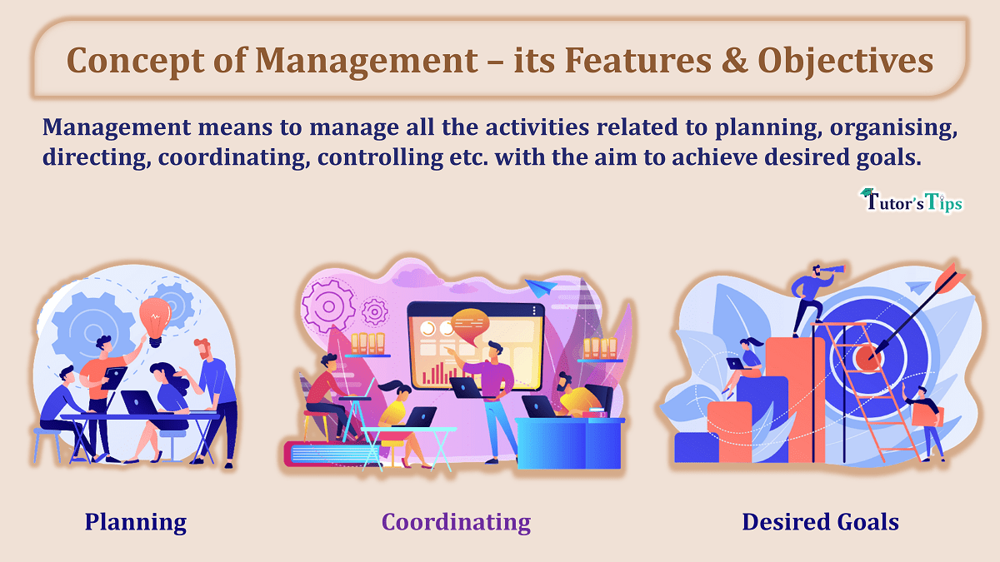 Concept of Management – its Features & Objectives
Management means to manage all the activities related to planning, organising,
directing, coordinating, controlling etc. with the aim to achieve desired goals.
Tutor'sTips
Planning
Coordinating
Desired Goals